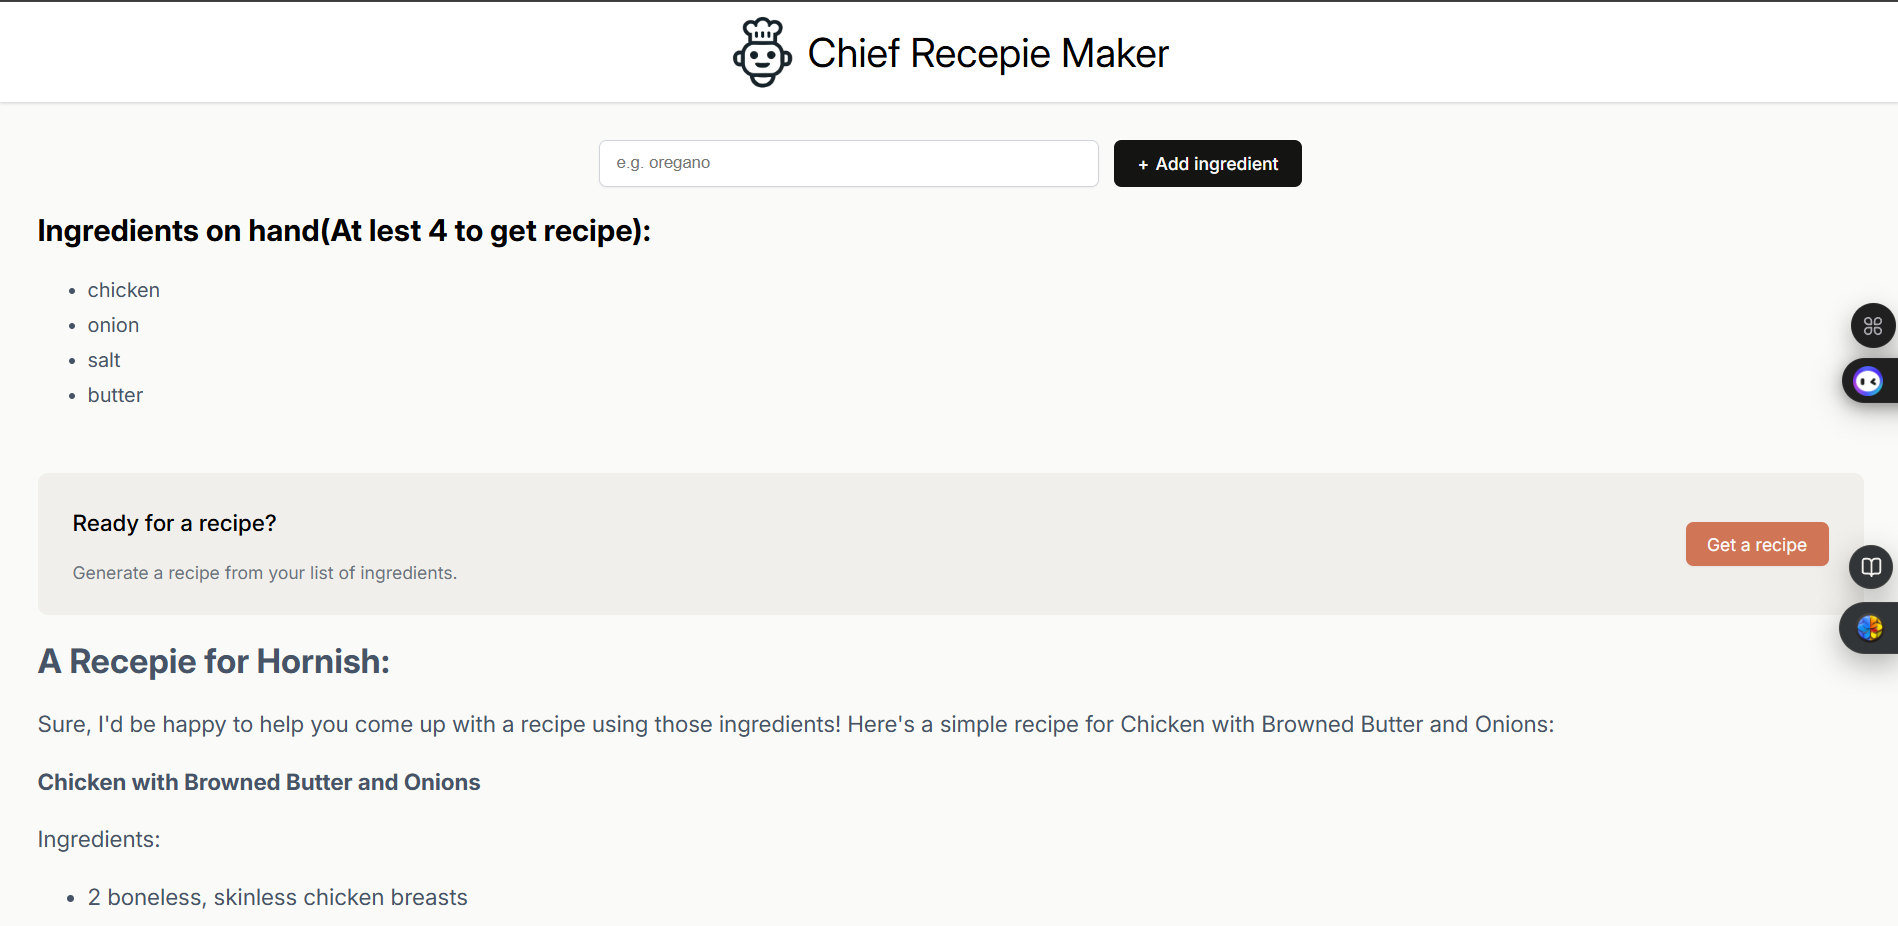 Chief Recepie Maker
e.g. oregano
+ Add ingredient
Ingredients on hand(At lest 4 to get recipe):
• chicken
• onion
• salt
• butter
Ready for a recipe?
Generate a recipe from your list of ingredients.
Get a recipe
A Recepie for Hornish:
Sure, I'd be happy to help you come up with a recipe using those ingredients! Here's a simple recipe for Chicken with Browned Butter and Onions:
Chicken with Browned Butter and Onions
Ingredients:
• 2 boneless, skinless chicken breasts